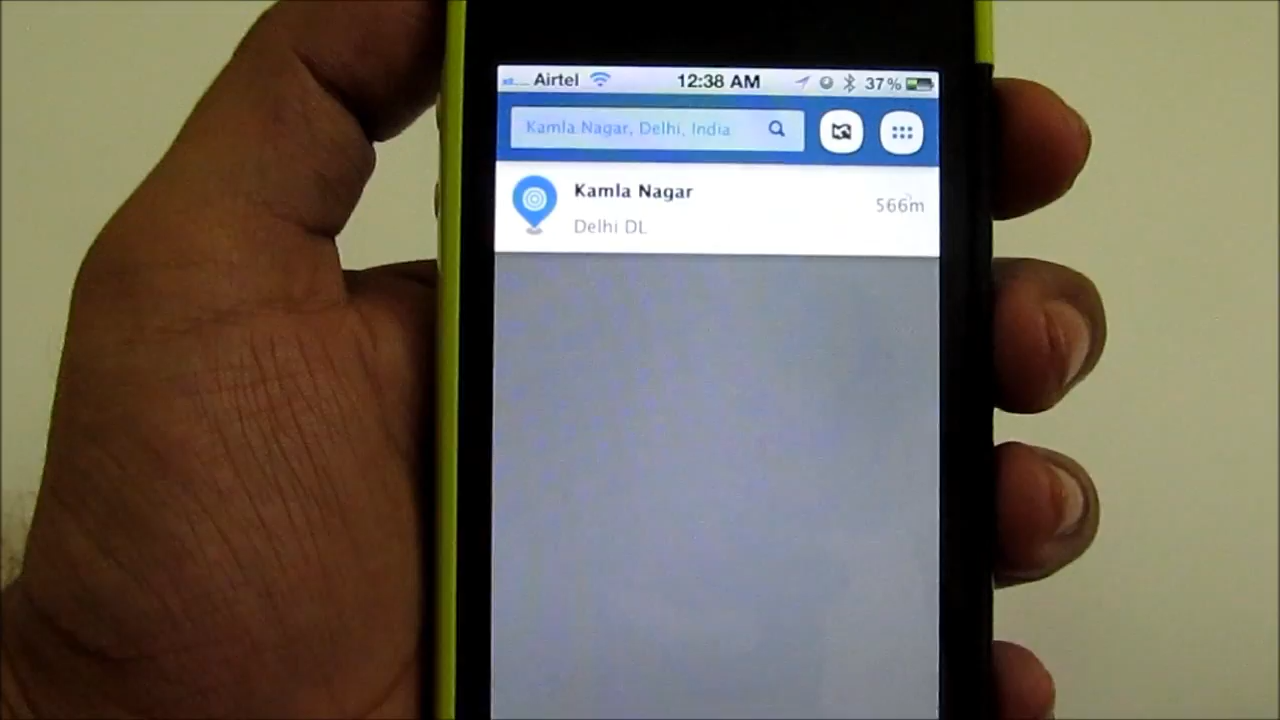 Airtel 12:38 AM 37%
Kamla Nagar, Delhi, India
Kamla Nagar
566m
Delhi DL